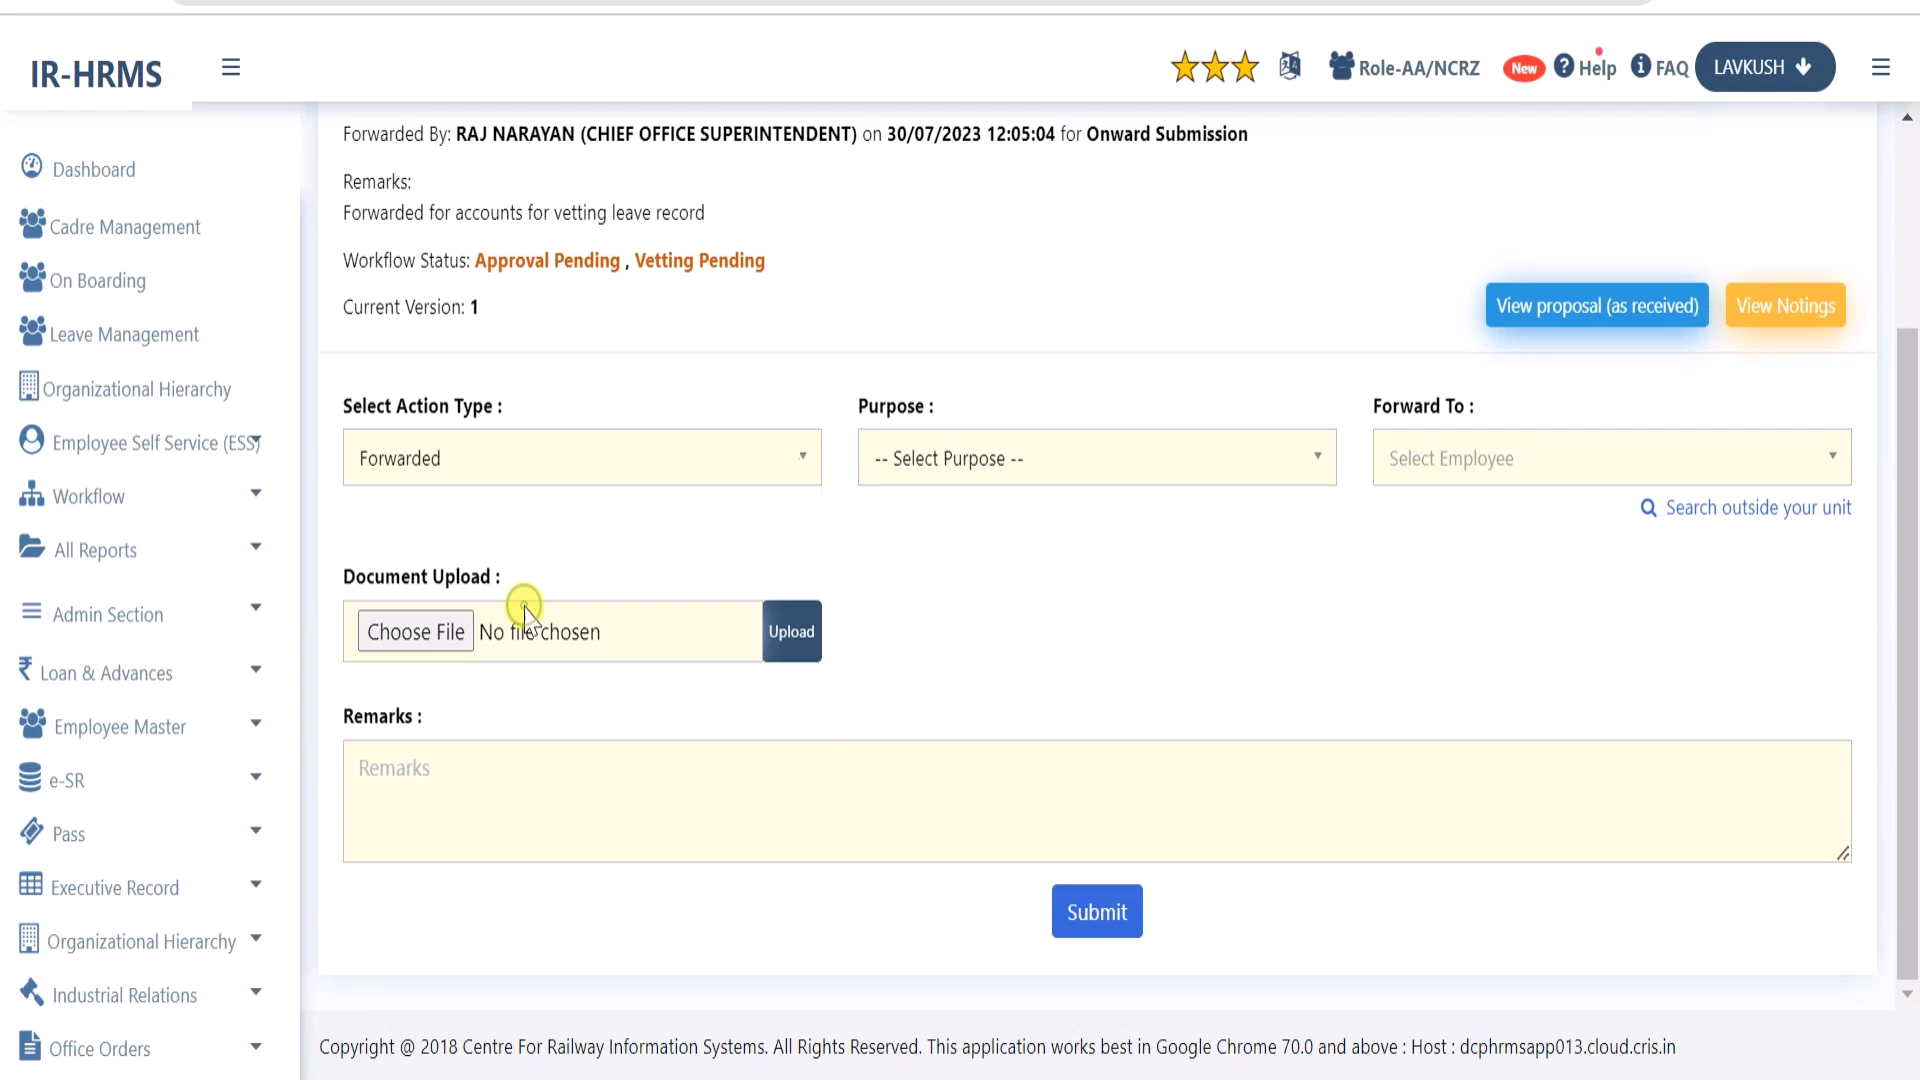 IR-HRMS
Role-AA/NCRZ
New
Help
FAQ
LAVKUSH
Dashboard
Cadre Management
On Boarding
Leave Management
Organizational Hierarchy
Employee Self Service (ESS)
Workflow
All Reports
Admin Section
Loan & Advances
Employee Master
e-SR
Pass
Executive Record
Organizational Hierarchy
Industrial Relations
Office Orders
Forwarded By: RAJ NARAYAN (CHIEF OFFICE SUPERINTENDENT) on 30/07/2023 12:05:04 for Onward Submission
Remarks:
Forwarded for accounts for vetting leave record
Workflow Status: Approval Pending , Vetting Pending
Current Version: 1
View proposal (as received)
View Notings
Select Action Type :
Purpose :
Forward To :
Forwarded
-- Select Purpose --
Select Employee
Search outside your unit
Document Upload :
Choose File No file chosen
Upload
Remarks :
Remarks
Submit
Copyright @ 2018 Centre For Railway Information Systems. All Rights Reserved. This application works best in Google Chrome 70.0 and above : Host : dcphrmsapp013.cloud.cris.in